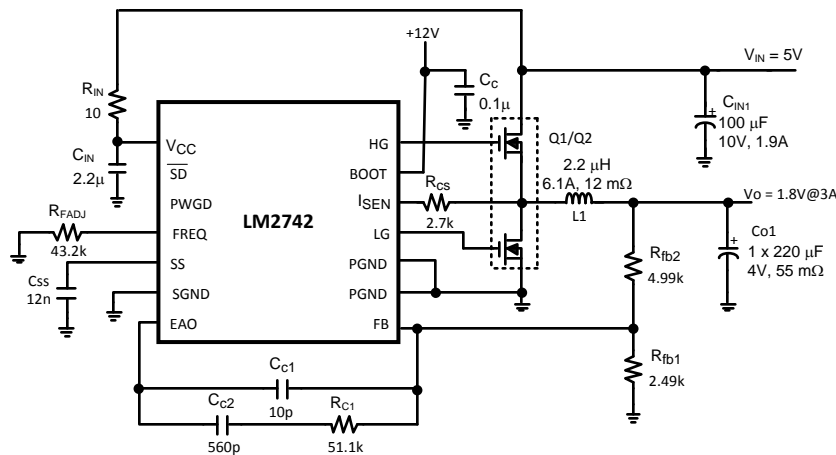 +12V
V_IN = 5V
R_IN
10
C_C
0.1μ
C_IN1
100 μF
10V, 1.9A
C_IN
2.2μ
V_CC
SD
PWGD
FREQ
SS
SGND
EAO
LM2742
HG
BOOT
I_SEN
LG
PGND
PGND
FB
Q1/Q2
R_CS
2.7k
2.2 μH
6.1A, 12 mΩ
L1
Vo = 1.8V@3A
R_FADJ
43.2k
Css
12n
R_fb2
4.99k
Co1
1 x 220 μF
4V, 55 mΩ
R_fb1
2.49k
C_C1
10p
C_C2
560p
R_C1
51.1k